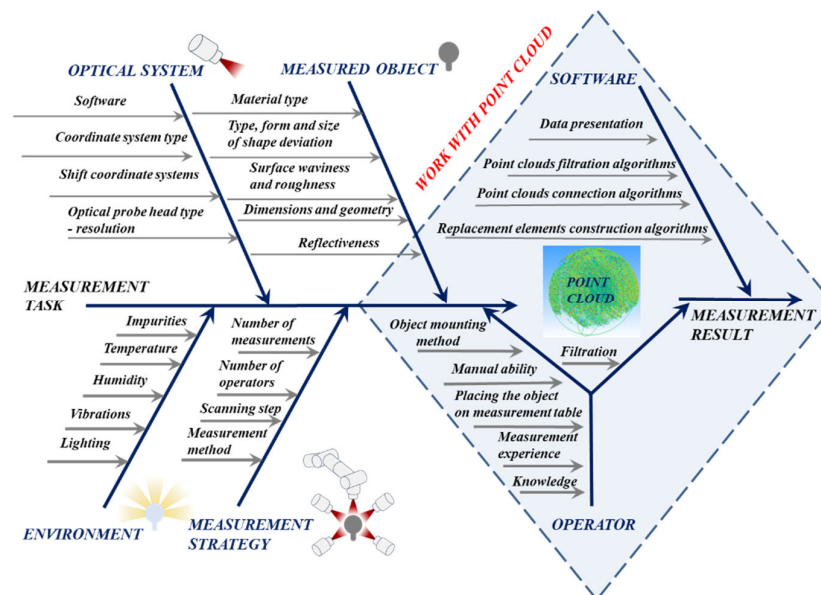 OPTICAL SYSTEM
Software
Coordinate system type
Shift coordinate systems
Optical probe head type
- resolution
MEASURED OBJECT
Material type
Type, form and size
of shape deviation
Surface waviness
and roughness
Dimensions and geometry
Reflectiveness
WORK WITH POINT CLOUD
SOFTWARE
Data presentation
Point clouds filtration algorithms
Point clouds connection algorithms
Replacement elements construction algorithms
MEASUREMENT
TASK
POINT
CLOUD
MEASUREMENT
RESULT
Impurities
Temperature
Humidity
Vibrations
Lighting
ENVIRONMENT
Number of
measurements
Number of
operators
Scanning step
Measurement
method
MEASUREMENT
STRATEGY
Object mounting
method
Manual ability
Placing the object
on measurement table
Measurement
experience
Knowledge
Filtration
OPERATOR